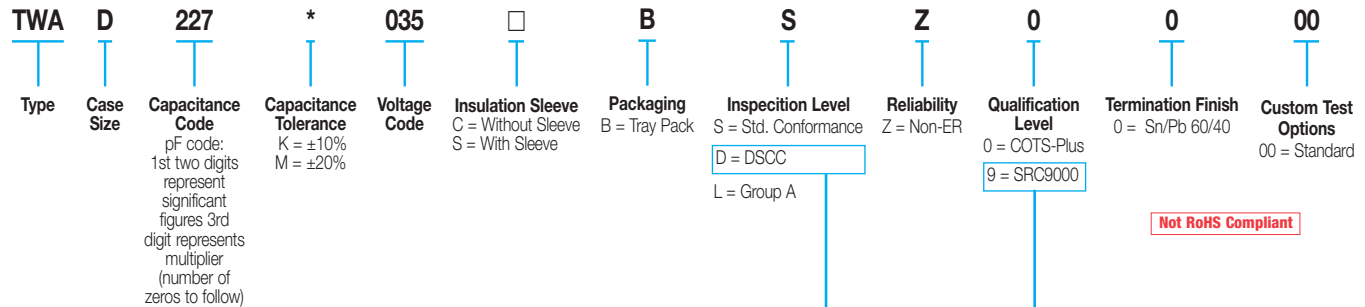 TWA D 227 * 035 □ B S Z 0 0 00
Type
Case
Size
Capacitance
Code
pF code:
1st two digits
represent
significant
figures 3rd
digit represents
multiplier
(number of
zeros to follow)
Capacitance
Tolerance
K = ±10%
M = ±20%
Voltage
Code
Insulation Sleeve
C = Without Sleeve
S = With Sleeve
Packaging
B = Tray Pack
Inspection Level
S = Std. Conformance
D = DSCC
L = Group A
Reliability
Z = Non-ER
Qualification
Level
0 = COTS-Plus
9 = SRC9000
Termination Finish
0 = Sn/Pb 60/40
Custom Test
Options
00 = Standard
Not RoHS Compliant